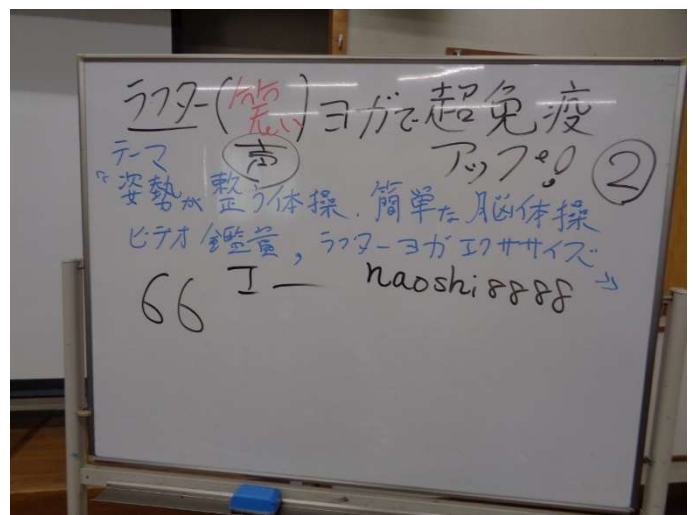 ラフター(笑い)ヨガで超免疫
アップ!! ②
テーマ 声
"姿勢が整う体操、簡単な脳体操
ビデオ鑑賞, ラフターヨガエクササイズ"
66 エー naoshi8888